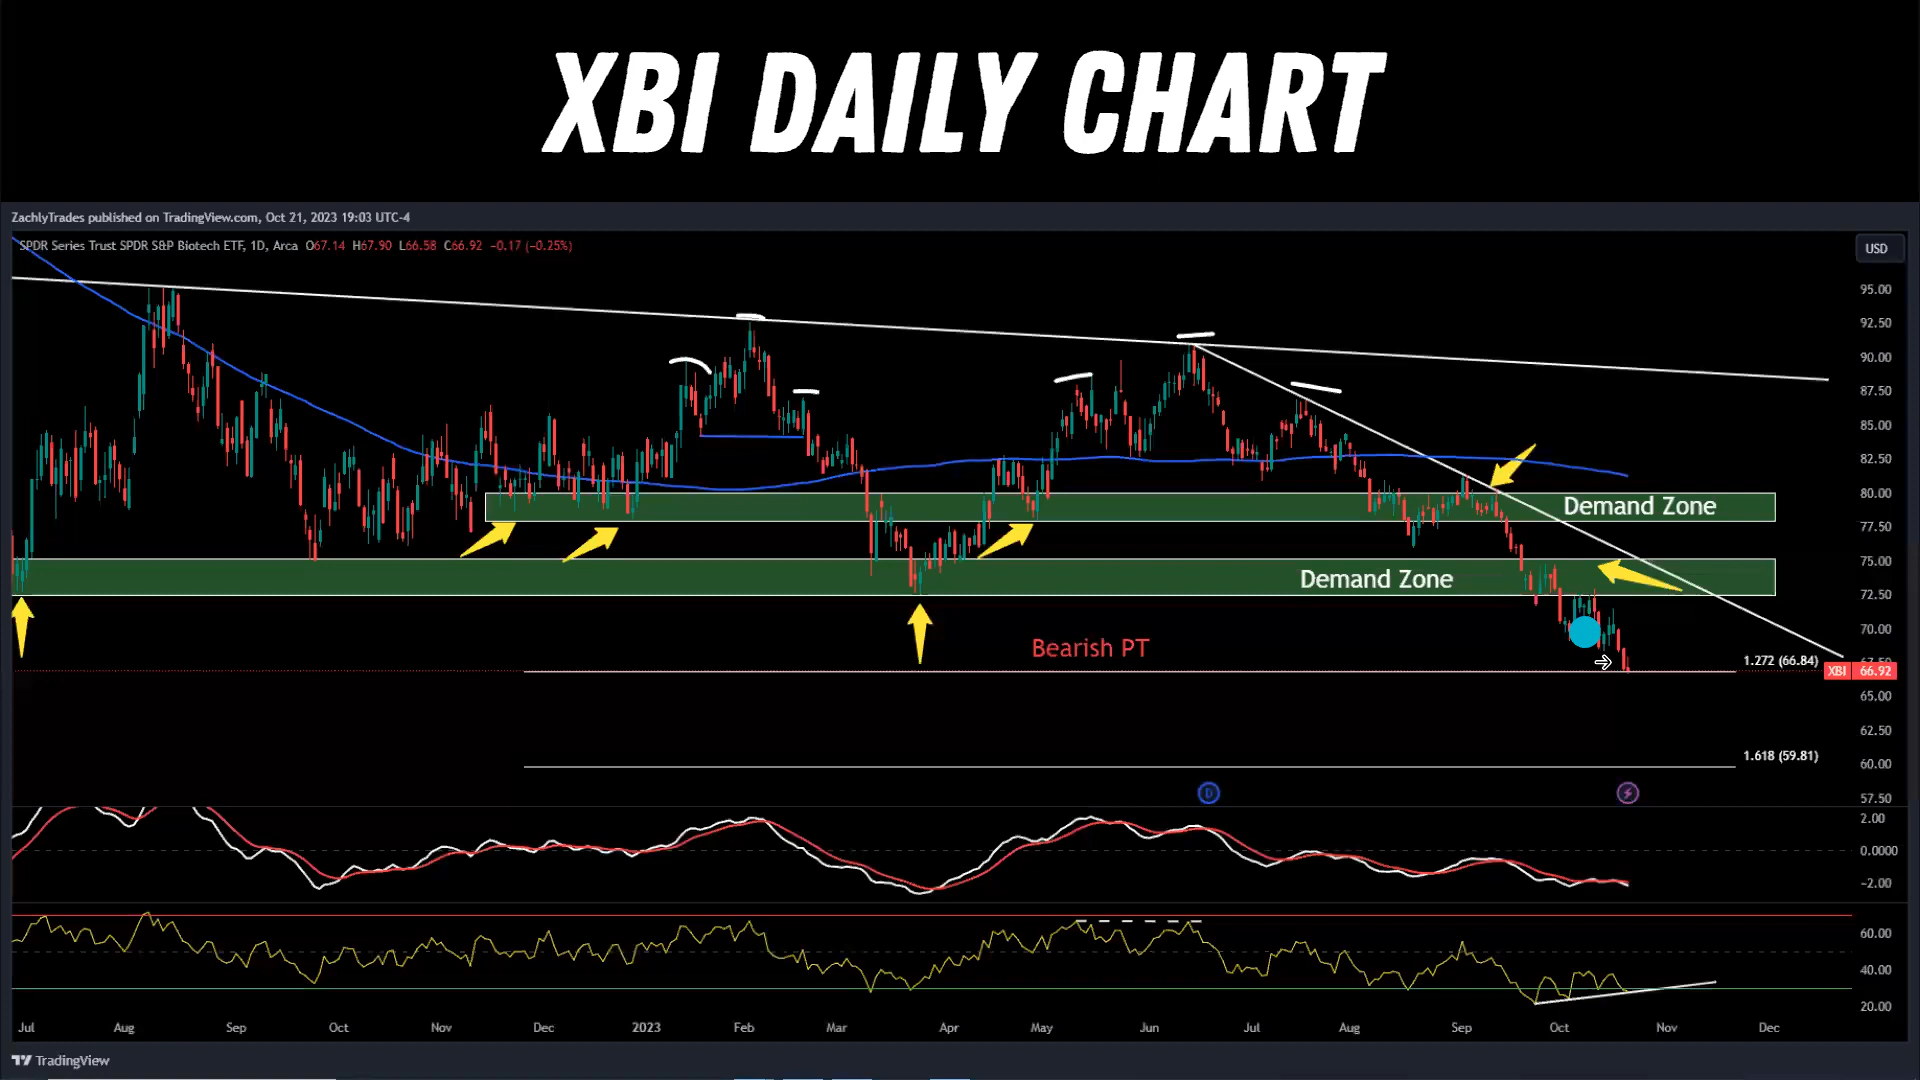 XBI DAILY CHART
ZachlyTrades published on TradingView.com, Oct 21, 2023 19:03 UTC-4
SPDR Series Trust SPDR S&P Biotech ETF, 1D, Arca O67.14 H67.90 L66.58 C66.92 −0.17 (−0.25%)
USD
95.00
92.50
90.00
87.50
85.00
82.50
80.00
Demand Zone
77.50
75.00
Demand Zone
72.50
70.00
Bearish PT
1.272 (66.84)
67.50
XBI 66.92
65.00
62.50
1.618 (59.81)
60.00
D
57.50
2.00
0.0000
−2.00
60.00
40.00
20.00
Jul Aug Sep Oct Nov Dec 2023 Feb Mar Apr May Jun Jul Aug Sep Oct Nov Dec
TradingView